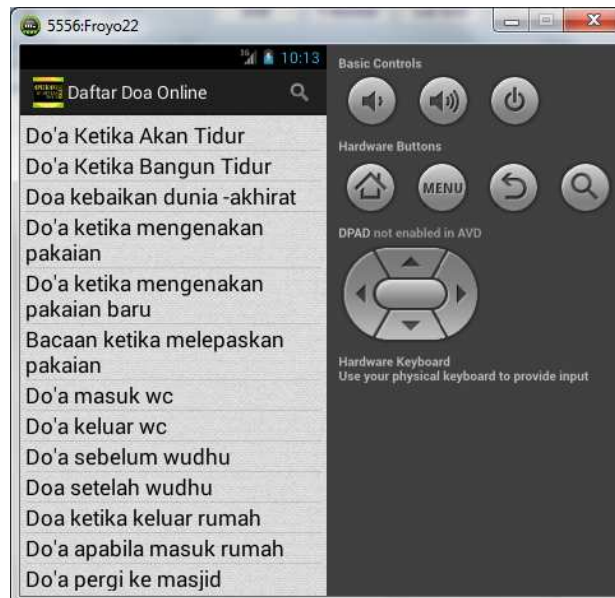 5556:Froyo22
3G 10:13
Daftar Doa Online
Do'a Ketika Akan Tidur
Do'a Ketika Bangun Tidur
Doa kebaikan dunia -akhirat
Do'a ketika mengenakan
pakaian
Do'a ketika mengenakan
pakaian baru
Bacaan ketika melepaskan
pakaian
Do'a masuk wc
Do'a keluar wc
Do'a sebelum wudhu
Doa setelah wudhu
Doa ketika keluar rumah
Do'a apabila masuk rumah
Do'a pergi ke masjid
Basic Controls
Hardware Buttons
MENU
DPAD not enabled in AVD
Hardware Keyboard
Use your physical keyboard to provide input